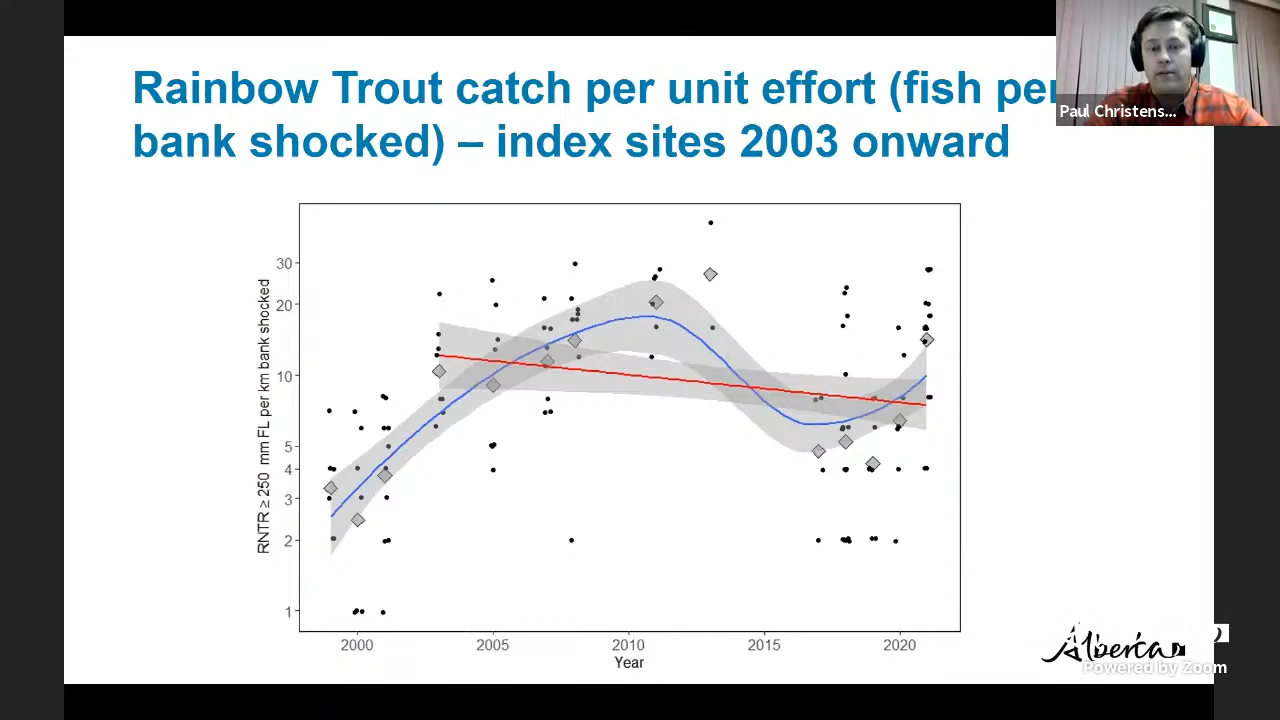 Rainbow Trout catch per unit effort (fish per
bank shocked) – index sites 2003 onward
Paul Christens...
RNTR ≥ 250 mm FL per km bank shocked
30
20
10
5
4
3
2
1
2000
2005
2010
2015
2020
Year
Alberta
Powered by Zoom